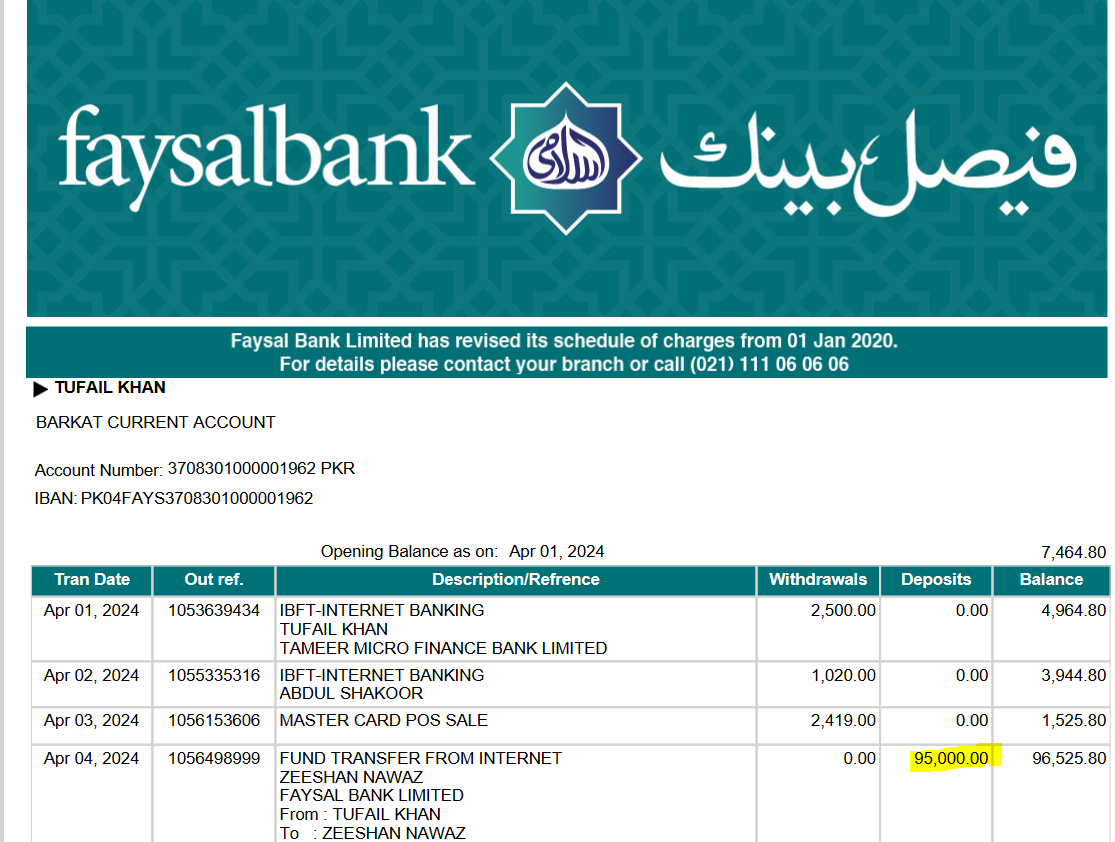 faysalbank اسلامی فیصل بینک
Faysal Bank Limited has revised its schedule of charges from 01 Jan 2020.
For details please contact your branch or call (021) 111 06 06 06
TUFAIL KHAN
BARKAT CURRENT ACCOUNT
Account Number: 3708301000001962 PKR
IBAN: PK04FAYS3708301000001962
Opening Balance as on: Apr 01, 2024 7,464.80
Tran Date Out ref. Description/Refrence Withdrawals Deposits Balance
Apr 01, 2024 1053639434 IBFT-INTERNET BANKING 2,500.00 0.00 4,964.80
TUFAIL KHAN
TAMEER MICRO FINANCE BANK LIMITED
Apr 02, 2024 1055335316 IBFT-INTERNET BANKING 1,020.00 0.00 3,944.80
ABDUL SHAKOOR
Apr 03, 2024 1056153606 MASTER CARD POS SALE 2,419.00 0.00 1,525.80
Apr 04, 2024 1056498999 FUND TRANSFER FROM INTERNET 0.00 95,000.00 96,525.80
ZEESHAN NAWAZ
FAYSAL BANK LIMITED
From : TUFAIL KHAN
To : ZEESHAN NAWAZ